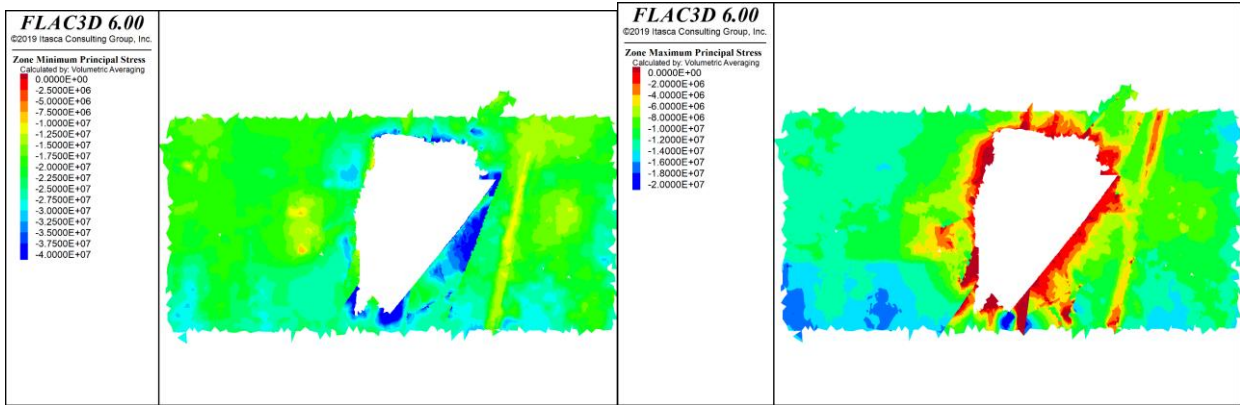 FLAC3D 6.00
©2019 Itasca Consulting Group, Inc.
Zone Minimum Principal Stress
Calculated by: Volumetric Averaging
0.0000E+00
-2.5000E+06
-5.0000E+06
-7.5000E+06
-1.0000E+07
-1.2500E+07
-1.5000E+07
-1.7500E+07
-2.0000E+07
-2.2500E+07
-2.5000E+07
-2.7500E+07
-3.0000E+07
-3.2500E+07
-3.5000E+07
-3.7500E+07
-4.0000E+07
FLAC3D 6.00
©2019 Itasca Consulting Group, Inc.
Zone Maximum Principal Stress
Calculated by: Volumetric Averaging
0.0000E+00
-2.0000E+06
-4.0000E+06
-6.0000E+06
-8.0000E+06
-1.0000E+07
-1.2000E+07
-1.4000E+07
-1.6000E+07
-1.8000E+07
-2.0000E+07